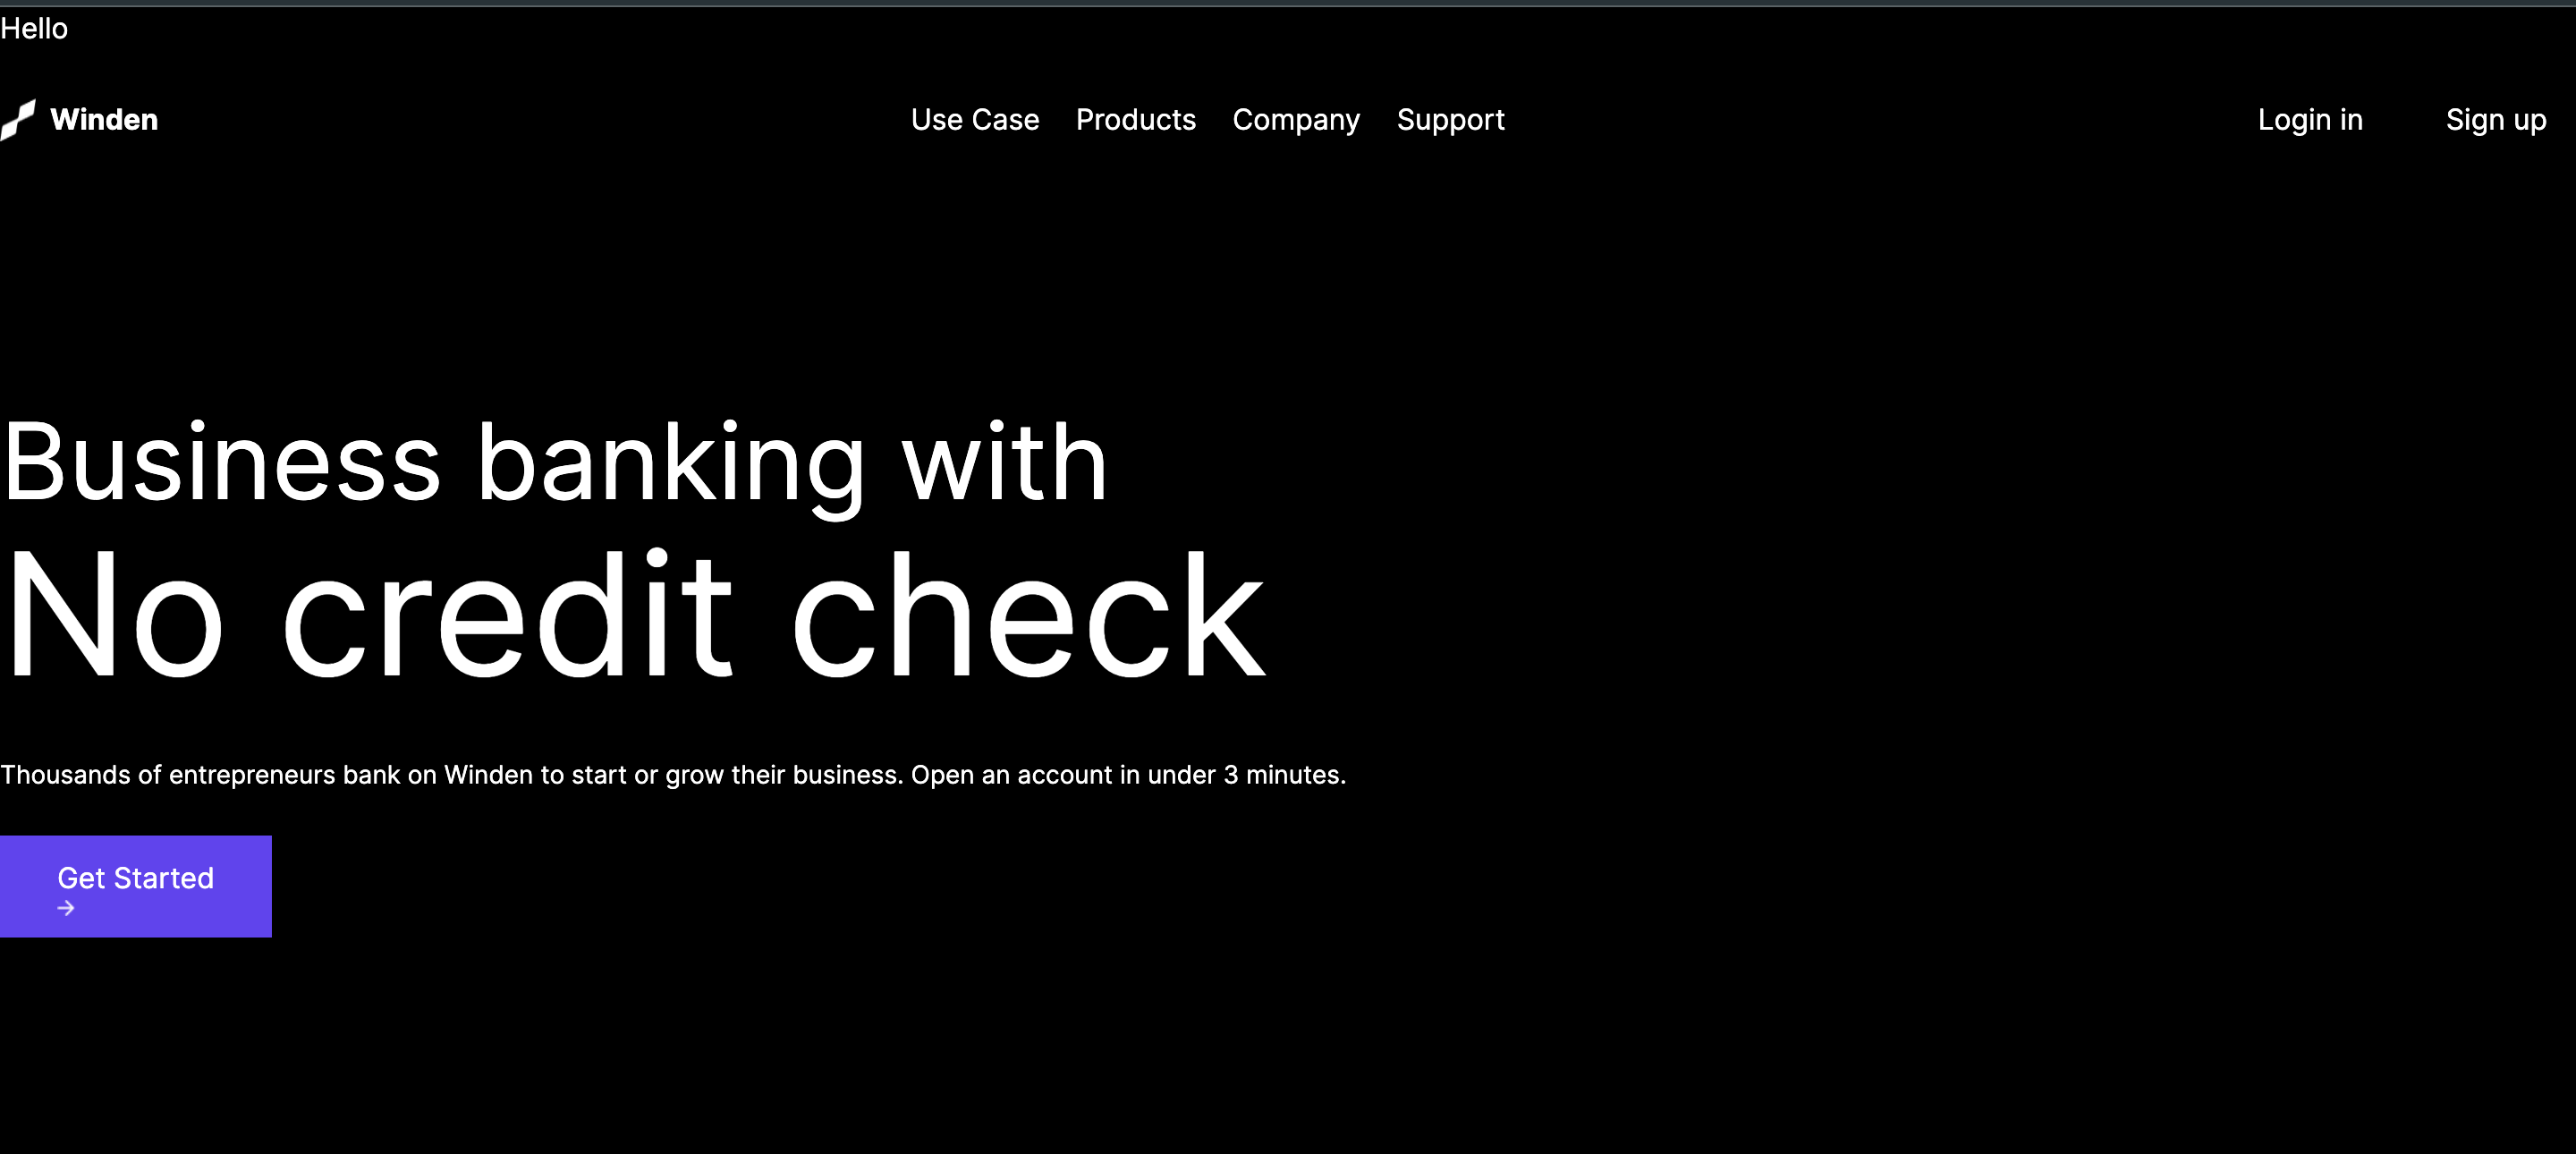 Hello
Winden
Use Case Products Company Support
Login in Sign up
Business banking with
No credit check
Thousands of entrepreneurs bank on Winden to start or grow their business. Open an account in under 3 minutes.
Get Started
→